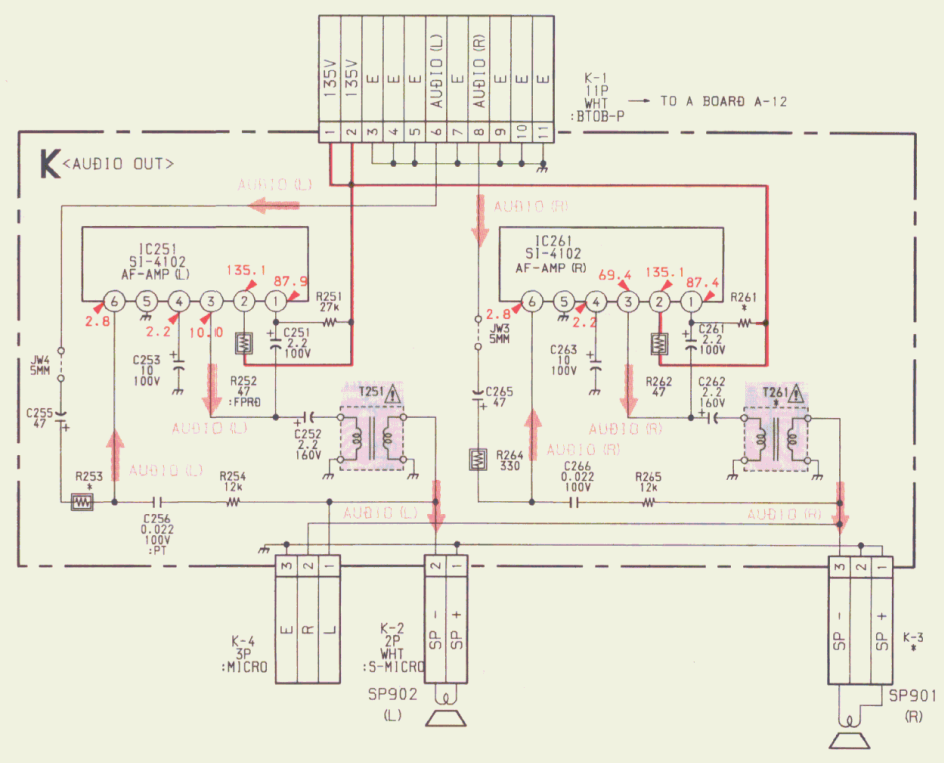 135V
135V
E
E
E
AUDIO (L)
E
AUDIO (R)
E
E
E
1 2 3 4 5 6 7 8 9 10 11
K-1
11P
WHT
:BTOB-P
→ TO A BOARD A-12
K <AUDIO OUT>
AUDIO (L)
AUDIO (R)
IC251
SI-4102
AF-AMP (L)
135.1
87.9
6 5 4 3 2 1
2.8
2.2
10.0
R251
27k
C251
2.2
100V
JW4
5MM
C253
10
100V
R252
47
:FPRD
T251
C255
47
AUDIO (L)
C252
2.2
160V
AUDIO (L)
R253
*
R254
12k
C256
0.022
100V
:PT
AUDIO (L)
IC261
SI-4102
AF-AMP (R)
69.4
135.1
87.4
6 5 4 3 2 1
2.8
2.2
R261
*
C261
2.2
100V
JW3
5MM
C263
10
100V
R262
47
C262
2.2
160V
T261
*
C265
47
AUDIO (R)
AUDIO (R)
R264
330
C266
0.022
100V
R265
12k
AUDIO (R)
3 2 1
E
R
L
K-4
3P
:MICRO
2 1
SP -
SP +
K-2
2P
WHT
:S-MICRO
SP902
(L)
3 2 1
SP -
SP +
K-3
*
SP901
(R)